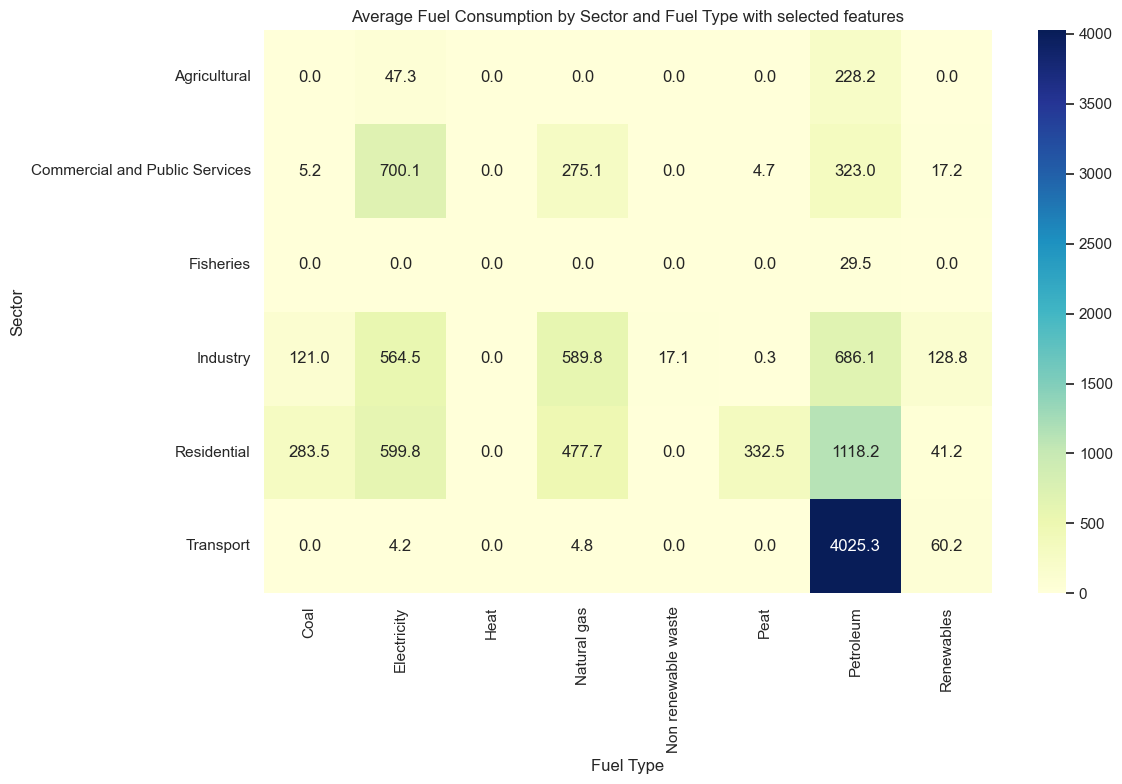 Average Fuel Consumption by Sector and Fuel Type with selected features
Sector
Agricultural 0.0 47.3 0.0 0.0 0.0 0.0 228.2 0.0
Commercial and Public Services 5.2 700.1 0.0 275.1 0.0 4.7 323.0 17.2
Fisheries 0.0 0.0 0.0 0.0 0.0 0.0 29.5 0.0
Industry 121.0 564.5 0.0 589.8 17.1 0.3 686.1 128.8
Residential 283.5 599.8 0.0 477.7 0.0 332.5 1118.2 41.2
Transport 0.0 4.2 0.0 4.8 0.0 0.0 4025.3 60.2
Coal
Electricity
Heat
Natural gas
Non renewable waste
Peat
Petroleum
Renewables
Fuel Type
4000
3500
3000
2500
2000
1500
1000
500
0